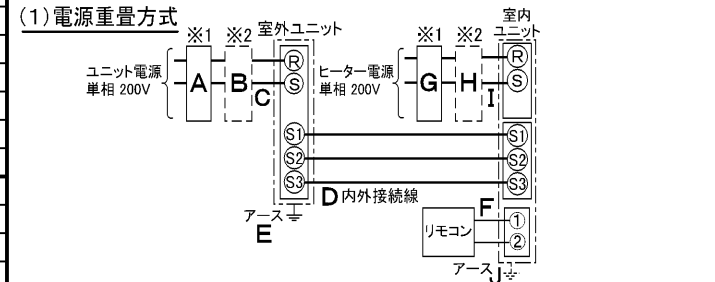 (1)電源重畳方式
※1 ※2 室外ユニット
ユニット電源
単相 200V
A B C
R
S
S1
S2
S3
アース
E
D 内外接続線
※1 ※2
ヒーター電源
単相 200V
G H I
室内
ユニット
R
S
S1
S2
S3
リモコン
F
①
②
アース J